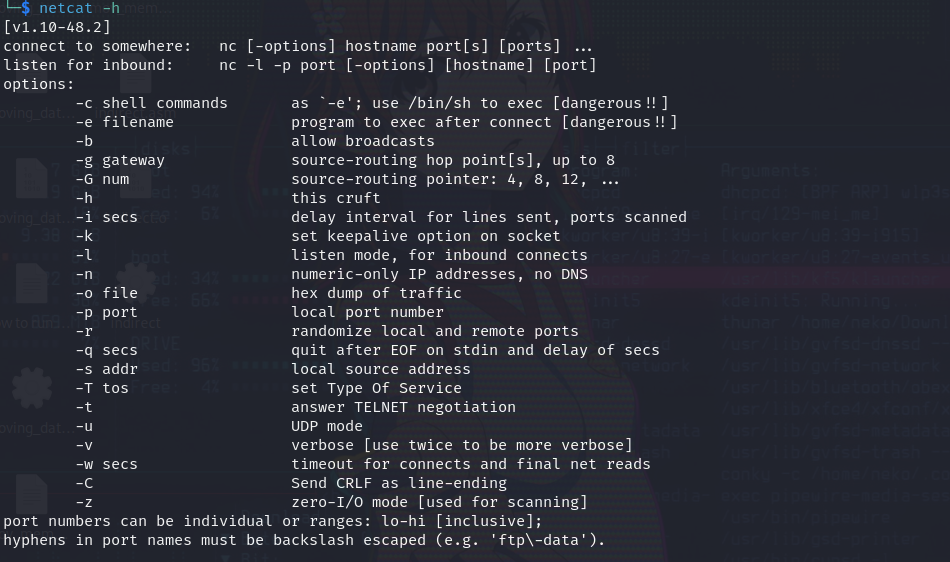 └─$ netcat -h
[v1.10-48.2]
connect to somewhere:   nc [-options] hostname port[s] [ports] ...
listen for inbound:     nc -l -p port [-options] [hostname] [port]
options:
        -c shell commands       as `-e'; use /bin/sh to exec [dangerous!!]
        -e filename             program to exec after connect [dangerous!!]
        -b                      allow broadcasts
        -g gateway              source-routing hop point[s], up to 8
        -G num                  source-routing pointer: 4, 8, 12, ...
        -h                      this cruft
        -i secs                 delay interval for lines sent, ports scanned
        -k                      set keepalive option on socket
        -l                      listen mode, for inbound connects
        -n                      numeric-only IP addresses, no DNS
        -o file                 hex dump of traffic
        -p port                 local port number
        -r                      randomize local and remote ports
        -q secs                 quit after EOF on stdin and delay of secs
        -s addr                 local source address
        -T tos                  set Type Of Service
        -t                      answer TELNET negotiation
        -u                      UDP mode
        -v                      verbose [use twice to be more verbose]
        -w secs                 timeout for connects and final net reads
        -C                      Send CRLF as line-ending
        -z                      zero-I/O mode [used for scanning]
port numbers can be individual or ranges: lo-hi [inclusive];
hyphens in port names must be backslash escaped (e.g. 'ftp\-data').